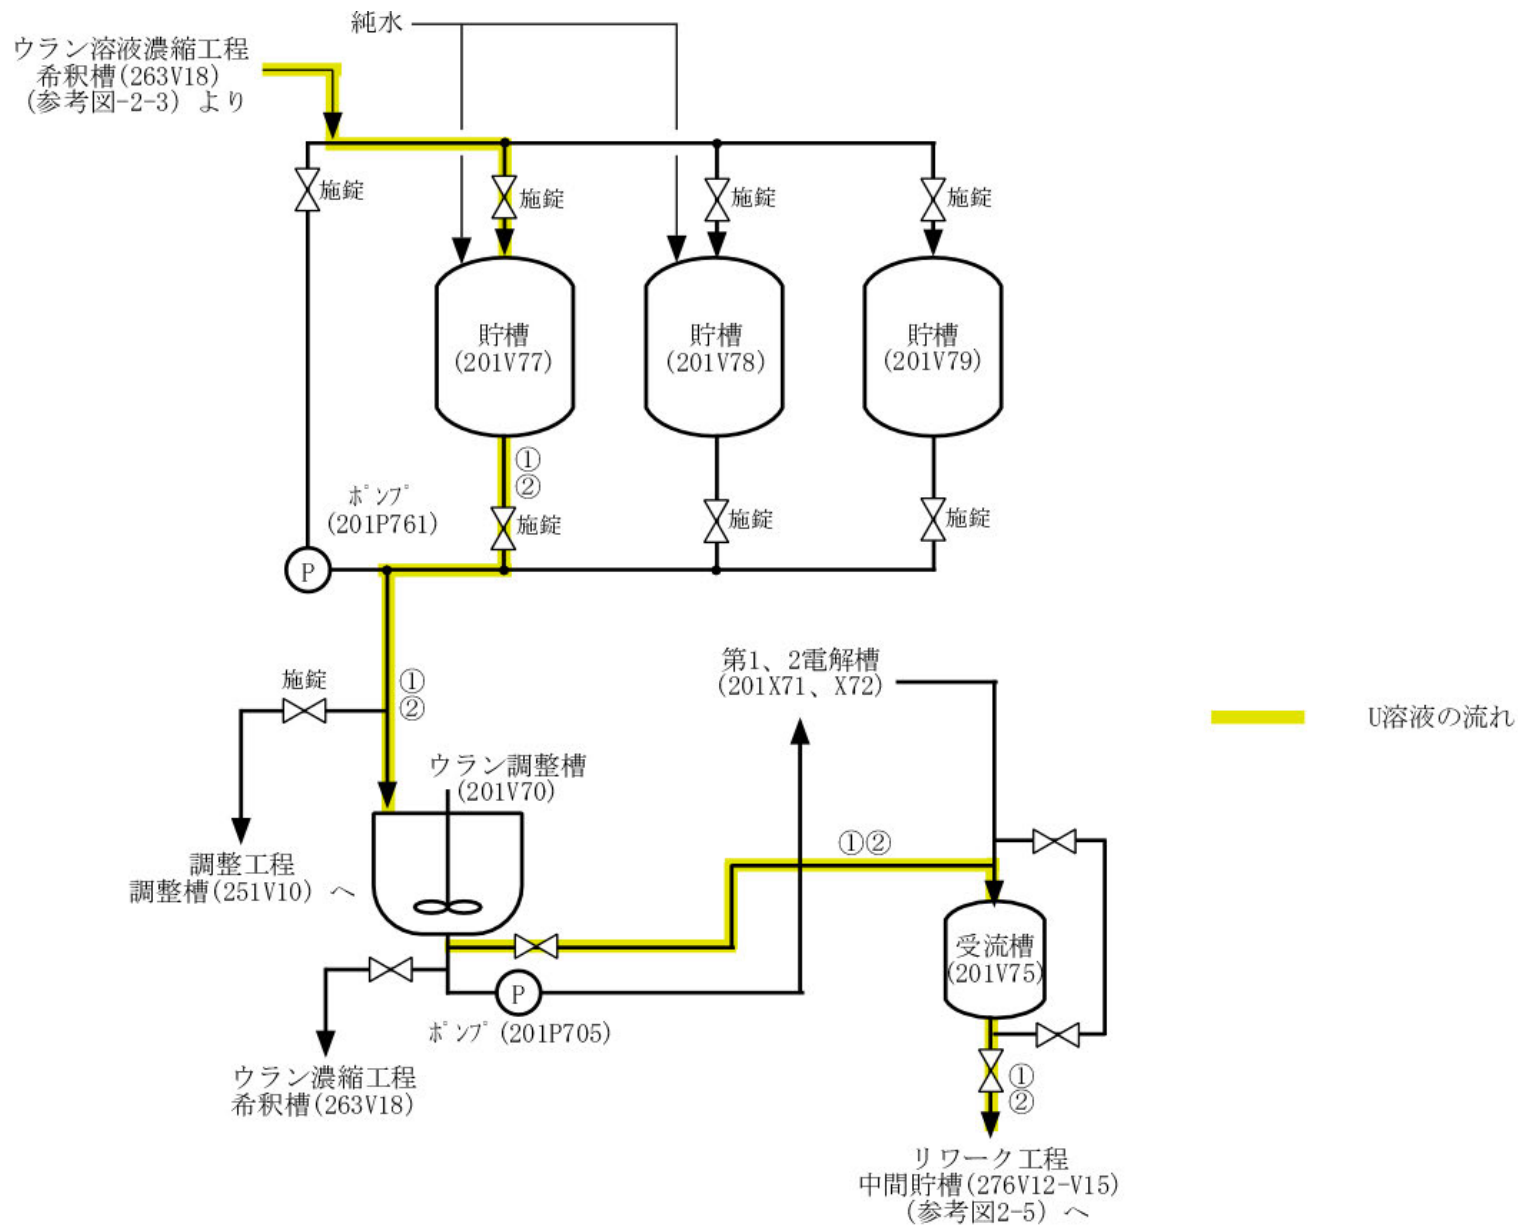 純水
ウラン溶液濃縮工程
希釈槽(263V18)
(参考図-2-3) より
施錠
施錠
施錠
施錠
貯槽
(201V77)
貯槽
(201V78)
貯槽
(201V79)
①
②
ポンプ
(201P761)
施錠
施錠
施錠
P
施錠
①
②
第1、2電解槽
(201X71、X72)
U溶液の流れ
ウラン調整槽
(201V70)
調整工程
調整槽(251V10) へ
①②
受流槽
(201V75)
P
ポンプ(201P705)
ウラン濃縮工程
希釈槽(263V18)
①
②
リワーク工程
中間貯槽(276V12-V15)
(参考図2-5) へ